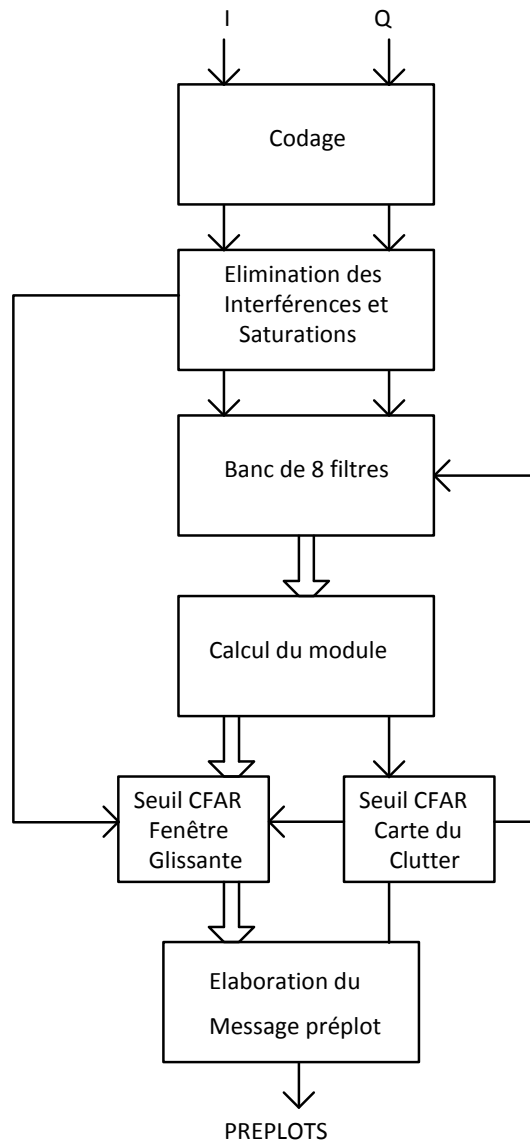 I
Q
Codage
Elimination des
Interférences et
Saturations
Banc de 8 filtres
Calcul du module
Seuil CFAR
Fenêtre
Glissante
Seuil CFAR
Carte du
Clutter
Elaboration du
Message préplot
PREPLOTS